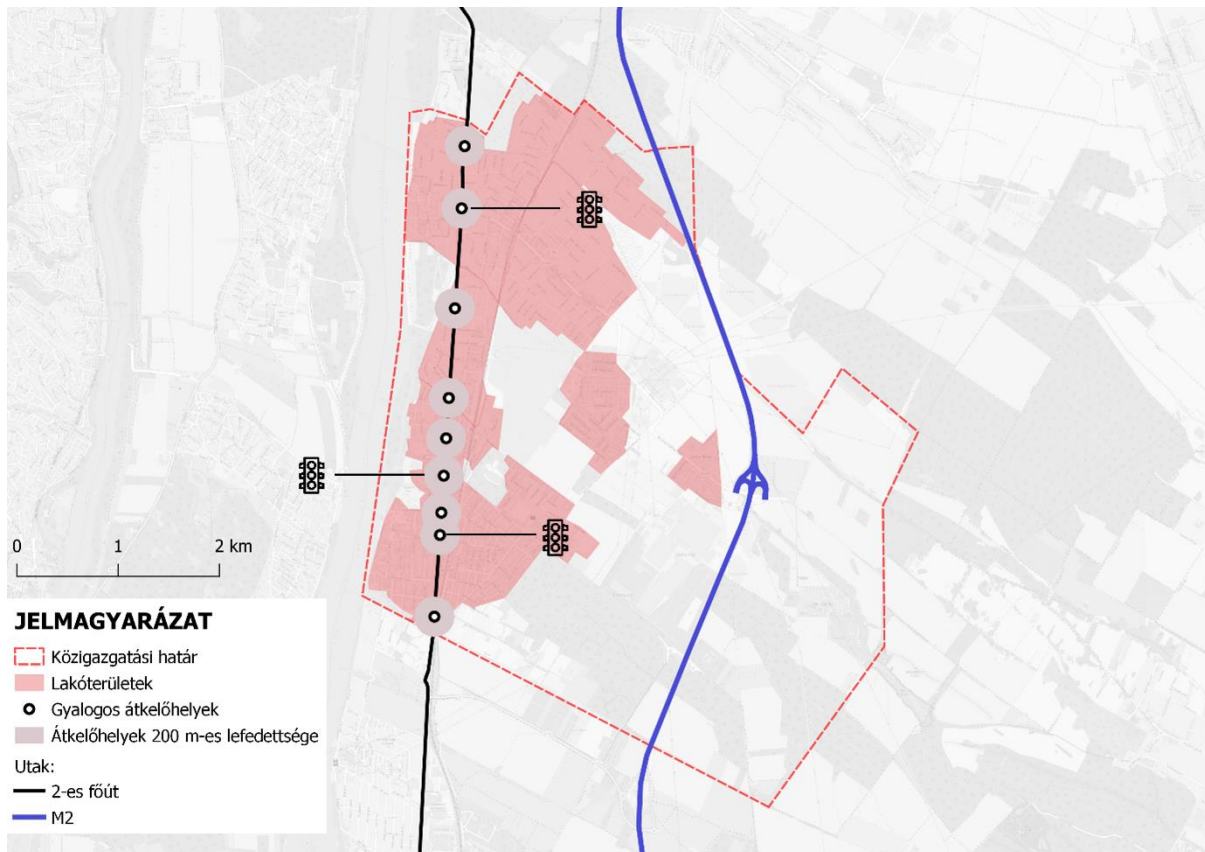 0 1 2 km
JELMAGYARÁZAT
Közigazgatási határ
Lakóterületek
Gyalogos átkelőhelyek
Átkelőhelyek 200 m-es lefedettsége
Utak:
2-es főút
M2